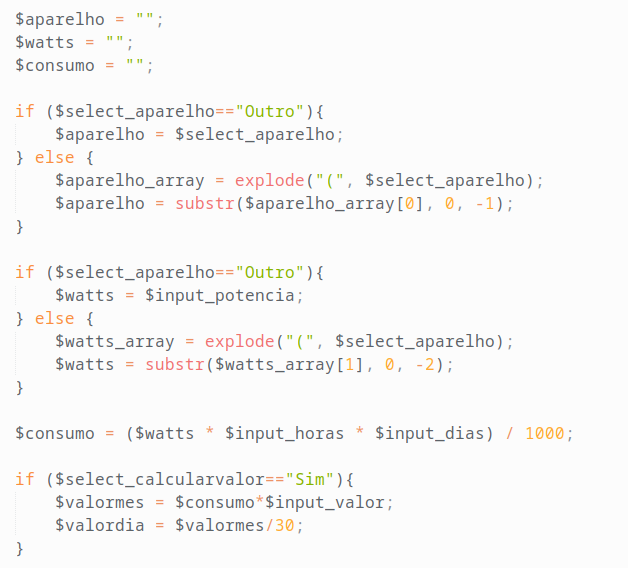 $aparelho = "";
$watts = "";
$consumo = "";

if ($select_aparelho=="Outro"){
    $aparelho = $select_aparelho;
} else {
    $aparelho_array = explode("(", $select_aparelho);
    $aparelho = substr($aparelho_array[0], 0, -1);
}

if ($select_aparelho=="Outro"){
    $watts = $input_potencia;
} else {
    $watts_array = explode("(", $select_aparelho);
    $watts = substr($watts_array[1], 0, -2);
}

$consumo = ($watts * $input_horas * $input_dias) / 1000;

if ($select_calcularvalor=="Sim"){
    $valormes = $consumo*$input_valor;
    $valordia = $valormes/30;
}